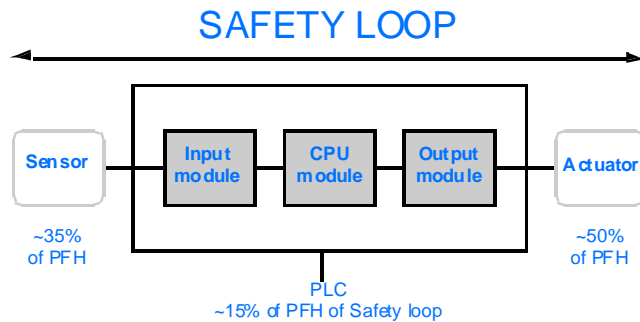 SAFETY LOOP
Sensor
Input
module
CPU
module
Output
module
Actuator
~35%
of PFH
~50%
of PFH
PLC
~15% of PFH of Safety loop